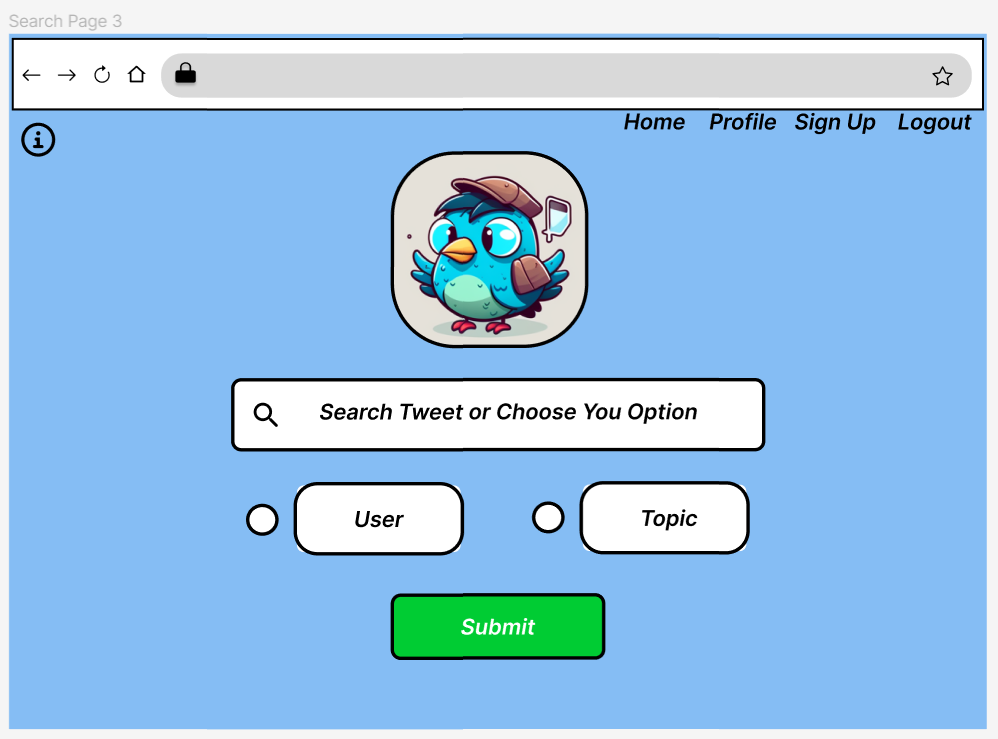 Search Page 3
Home Profile Sign Up Logout
Search Tweet or Choose You Option
User Topic
Submit